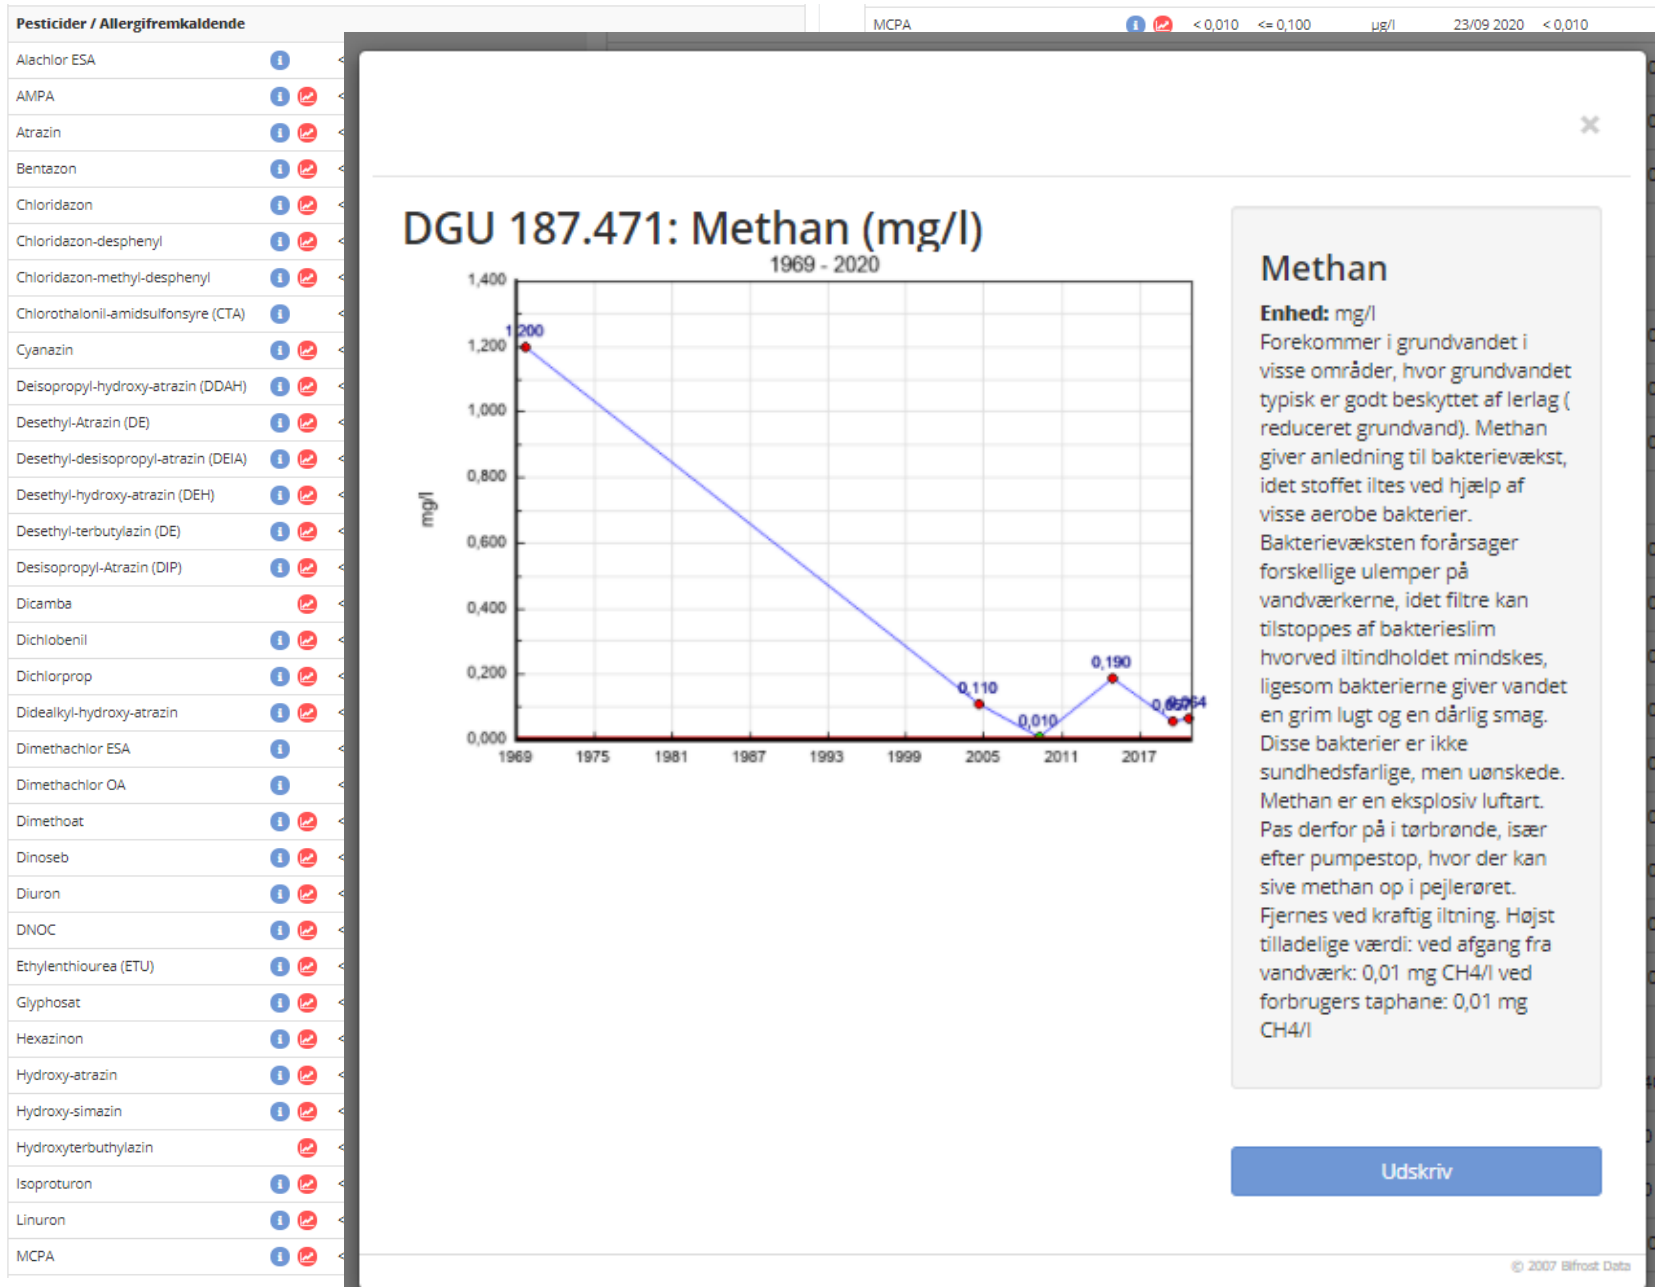 Pesticider / Allergifremkaldende
Alachlor ESA <
AMPA <
Atrazin <
Bentazon <
Chloridazon <
Chloridazon-desphenyl <
Chloridazon-methyl-desphenyl <
Chlorothalonil-amidsulfonsyre (CTA) <
Cyanazin <
Deisopropyl-hydroxy-atrazin (DDAH) <
Desethyl-Atrazin (DE) <
Desethyl-desisopropyl-atrazin (DEIA) <
Desethyl-hydroxy-atrazin (DEH) <
Desethyl-terbutylazin (DE) <
Desisopropyl-Atrazin (DIP) <
Dicamba <
Dichlobenil <
Dichlorprop <
Didealkyl-hydroxy-atrazin <
Dimethachlor ESA <
Dimethachlor OA <
Dimethoat <
Dinoseb <
Diuron <
DNOC <
Ethylenthiourea (ETU) <
Glyphosat <
Hexazinon <
Hydroxy-atrazin <
Hydroxy-simazin <
Hydroxyterbuthylazin <
Isoproturon <
Linuron <
MCPA <
MCPA < 0,010 <= 0,100 µg/l 23/09 2020 < 0,010
×
DGU 187.471: Methan (mg/l)
1969 - 2020
1,400
1,200
1,000
0,800
0,600
0,400
0,200
0,000
mg/l
1,200
0,110
0,010
0,190
1969 1975 1981 1987 1993 1999 2005 2011 2017
Methan
Enhed: mg/l
Forekommer i grundvandet i
visse områder, hvor grundvandet
typisk er godt beskyttet af lerlag (
reduceret grundvand). Methan
giver anledning til bakterievækst,
idet stoffet iltes ved hjælp af
visse aerobe bakterier.
Bakterievæksten forårsager
forskellige ulemper på
vandværkerne, idet filtre kan
tilstoppes af bakterieslim
hvorved iltindholdet mindskes,
ligesom bakterierne giver vandet
en grim lugt og en dårlig smag.
Disse bakterier er ikke
sundhedsfarlige, men uønskede.
Methan er en eksplosiv luftart.
Pas derfor på i tørbrønde, især
efter pumpestop, hvor der kan
sive methan op i pejlerøret.
Fjernes ved kraftig iltning. Højst
tilladelige værdi: ved afgang fra
vandværk: 0,01 mg CH4/l ved
forbrugers taphane: 0,01 mg
CH4/l
Udskriv
© 2007 Bifrost Data